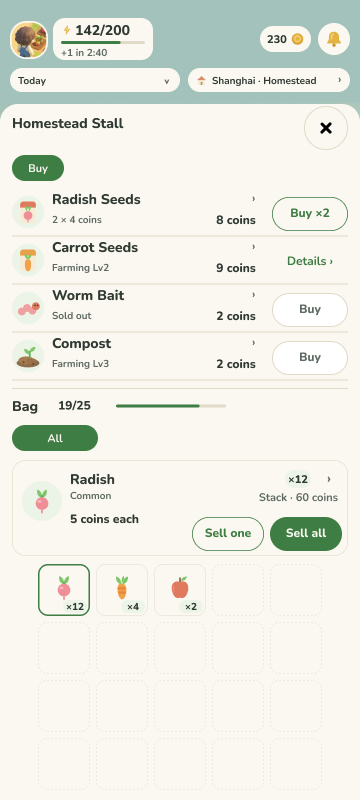 142/200
+1 in 2:40
230
Today
Shanghai · Homestead
Homestead Stall
Buy
Radish Seeds
2 × 4 coins
8 coins
Buy ×2
Carrot Seeds
Farming Lv2
9 coins
Details ›
Worm Bait
Sold out
2 coins
Buy
Compost
Farming Lv3
2 coins
Buy
Bag 19/25
All
Radish
Common
5 coins each
×12
Stack · 60 coins
Sell one
Sell all
×12
×4
×2